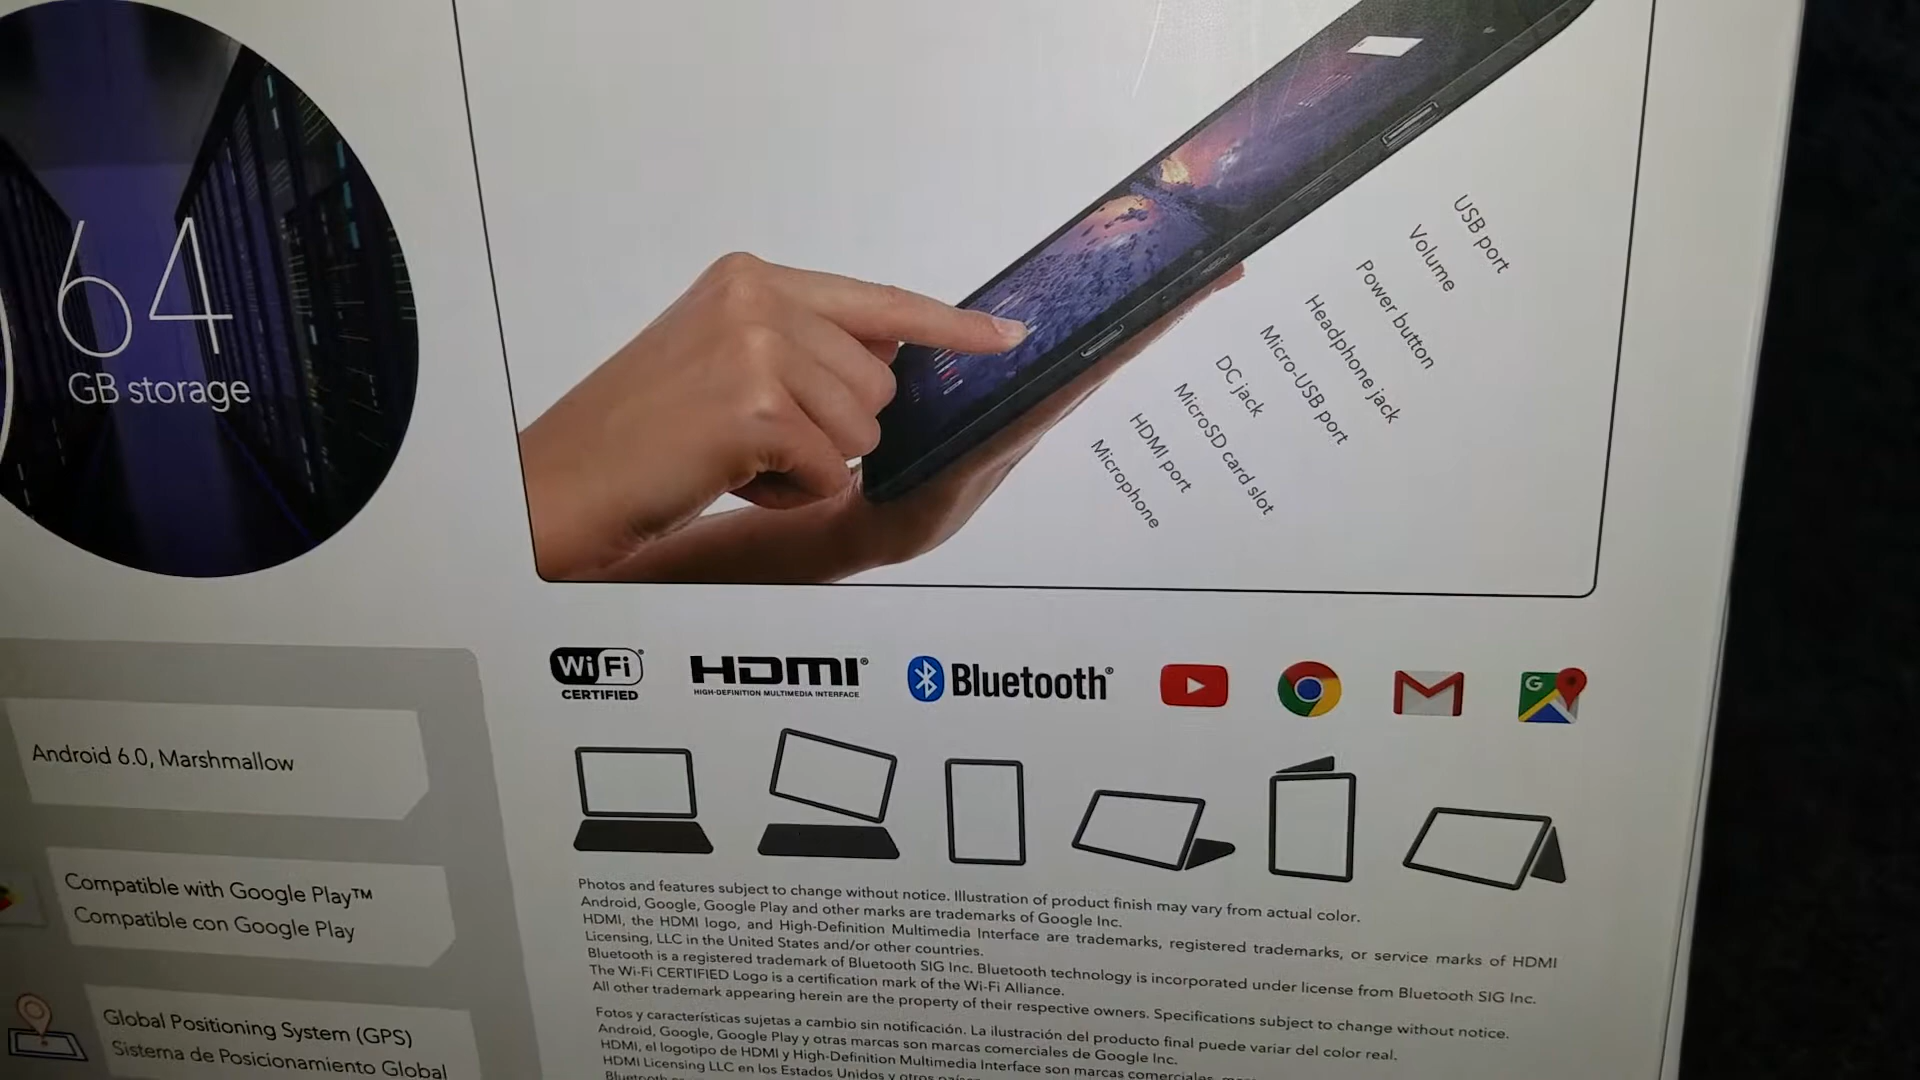 64
GB storage
USB port
Volume
Power button
Headphone jack
Micro-USB port
DC jack
MicroSD card slot
HDMI port
Microphone
Wi Fi®
CERTIFIED
HDMI®
HIGH-DEFINITION MULTIMEDIA INTERFACE
Bluetooth®
G
Android 6.0, Marshmallow
Compatible with Google Play™
Compatible con Google Play
Global Positioning System (GPS)
Sistema de Posicionamiento Global
Photos and features subject to change without notice. Illustration of product finish may vary from actual color.
Android, Google, Google Play and other marks are trademarks of Google Inc.
HDMI, the HDMI logo, and High-Definition Multimedia Interface are trademarks, registered trademarks, or service marks of HDMI
Licensing, LLC in the United States and/or other countries.
Bluetooth is a registered trademark of Bluetooth SIG Inc. Bluetooth technology is incorporated under license from Bluetooth SIG Inc.
The Wi-Fi CERTIFIED Logo is a certification mark of the Wi-Fi Alliance.
All other trademark appearing herein are the property of their respective owners. Specifications subject to change without notice.
Fotos y características sujetas a cambio sin notificación. La ilustración del producto final puede variar del color real.
Android, Google, Google Play y otras marcas son marcas comerciales de Google Inc.
HDMI, el logotipo de HDMI y High-Definition Multimedia Interface son marcas comerciales,
HDMI Licensing LLC en los Estados Unidos y otros